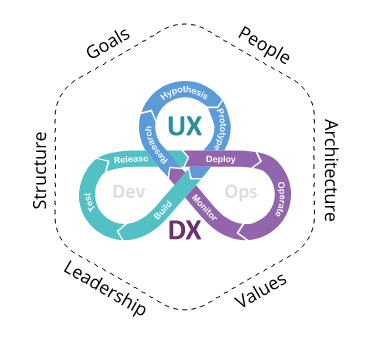 Goals
People
Hypothesis
Prototype
Research
UX
Structure
Architecture
Release
Deploy
Dev
Ops
Test
Build
Monitor
Operate
DX
Leadership
Values